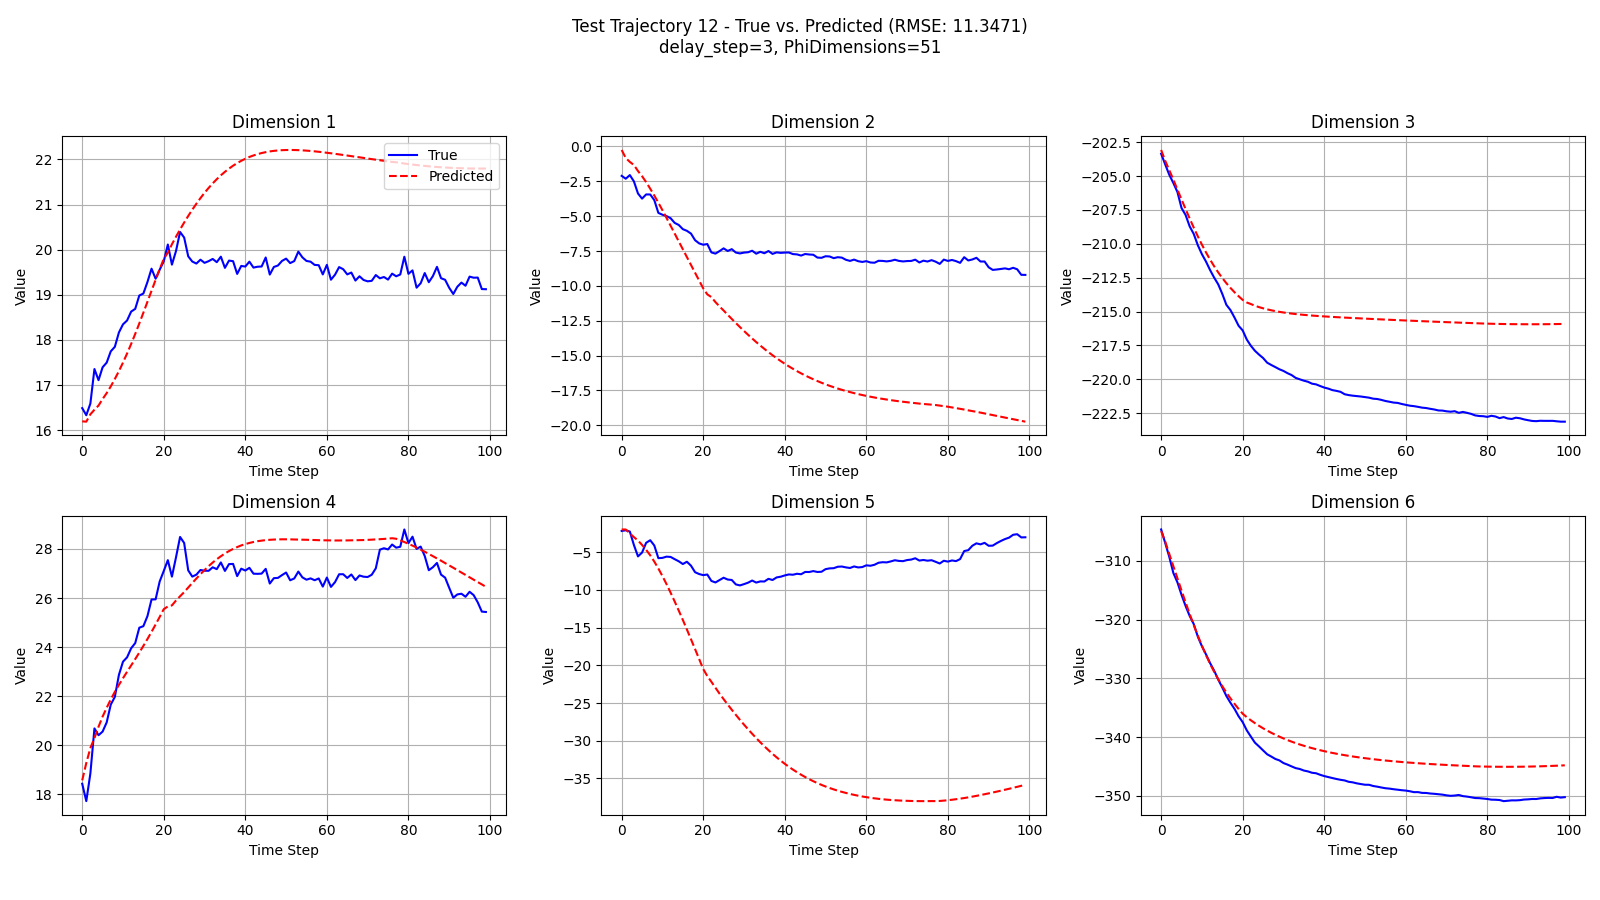 Test Trajectory 12 - True vs. Predicted (RMSE: 11.3471)
delay_step=3, PhiDimensions=51
Dimension 1
Value
22
21
20
19
18
17
16
0 20 40 60 80 100
Time Step
True
Predicted
Dimension 2
Value
0.0
−2.5
−5.0
−7.5
−10.0
−12.5
−15.0
−17.5
−20.0
0 20 40 60 80 100
Time Step
Dimension 3
Value
−202.5
−205.0
−207.5
−210.0
−212.5
−215.0
−217.5
−220.0
−222.5
0 20 40 60 80 100
Time Step
Dimension 4
Value
28
26
24
22
20
18
0 20 40 60 80 100
Time Step
Dimension 5
Value
−5
−10
−15
−20
−25
−30
−35
0 20 40 60 80 100
Time Step
Dimension 6
Value
−310
−320
−330
−340
−350
0 20 40 60 80 100
Time Step